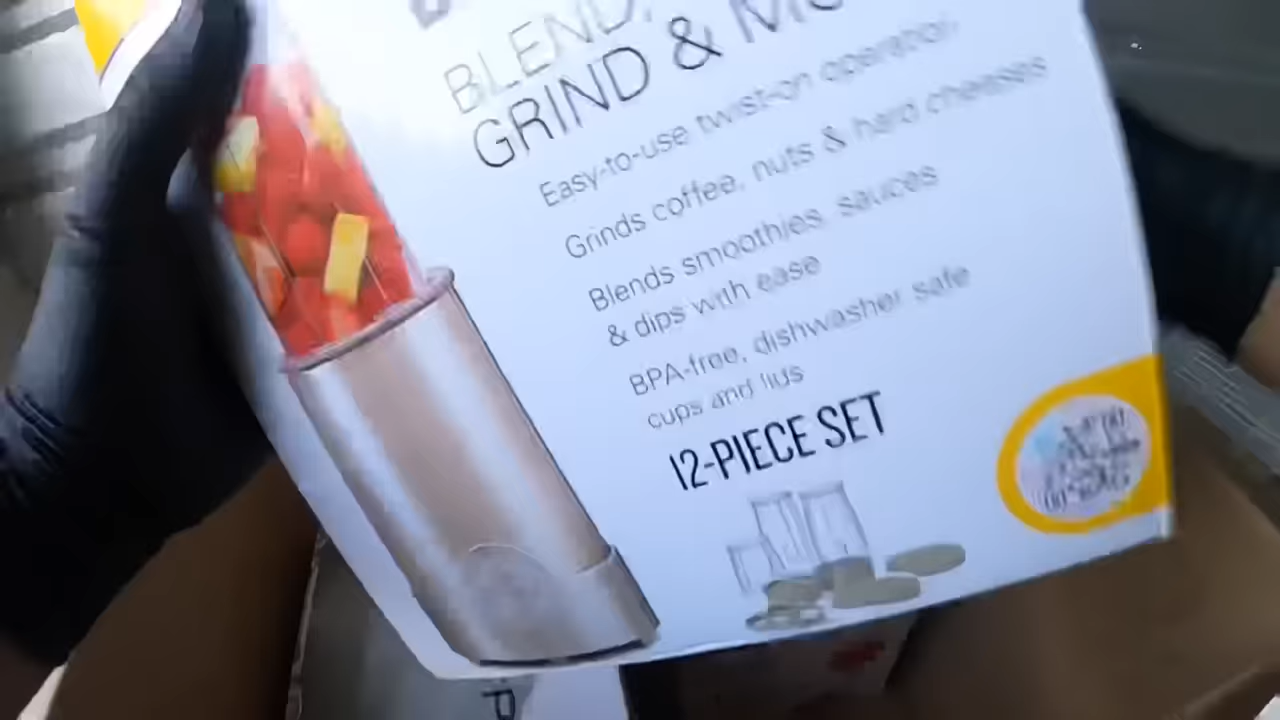 BLEND,
GRIND & MO
Easy-to-use twist-on operation
Grinds coffee, nuts & hard cheeses
Blends smoothies, sauces
& dips with ease
BPA-free, dishwasher safe
cups and lids
12-PIECE SET
P